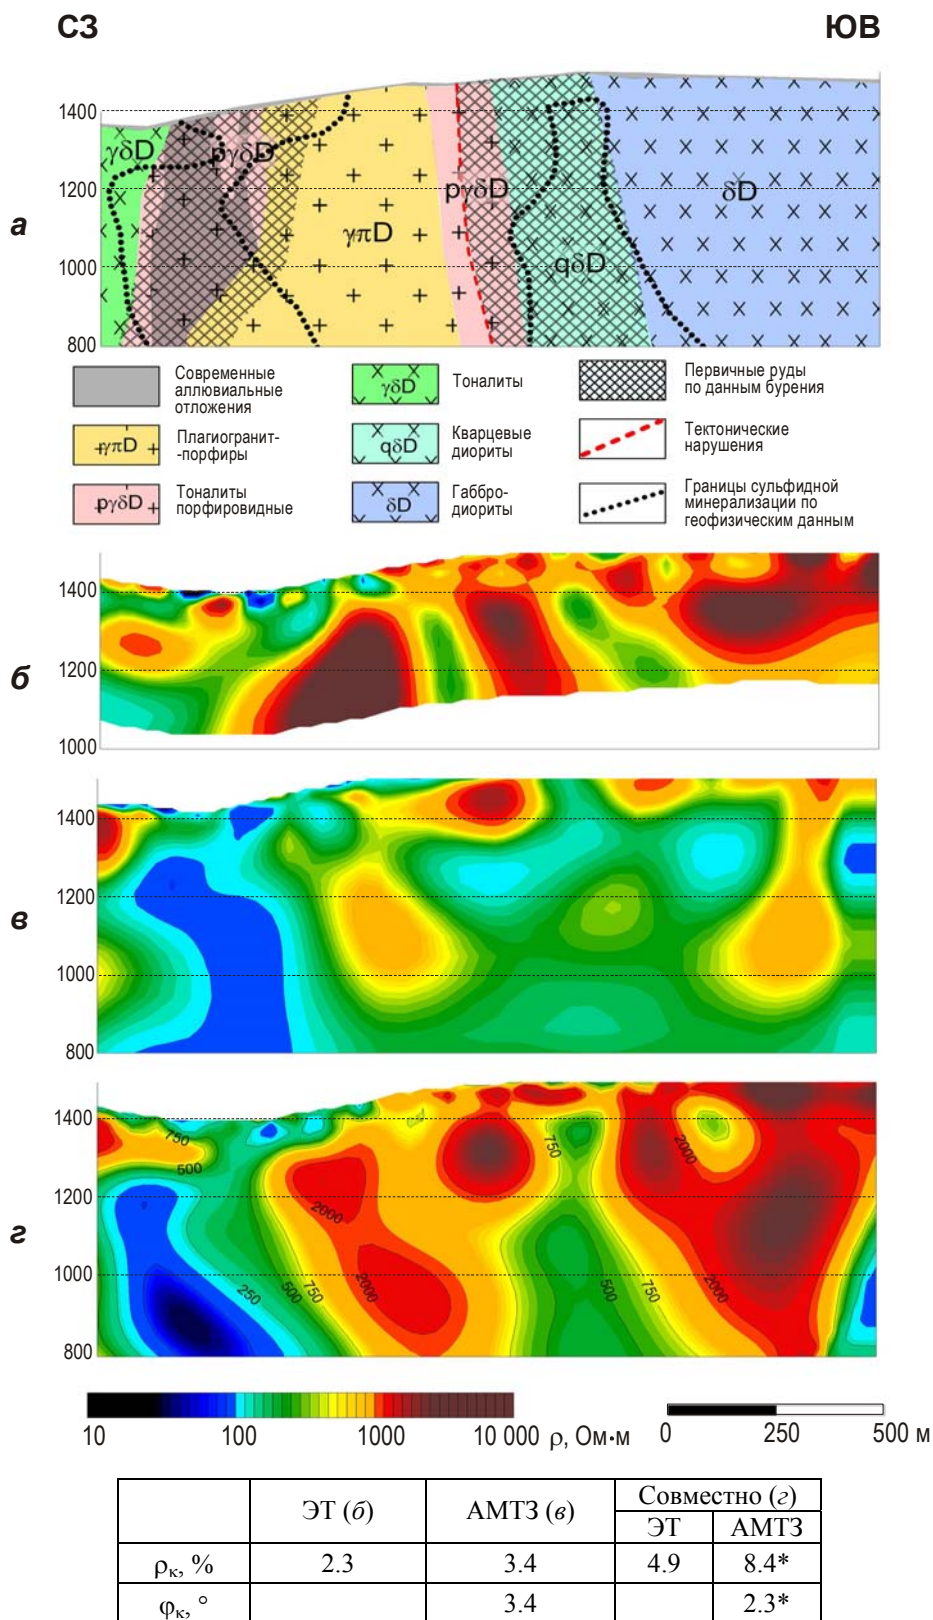 СЗ ЮВ
а
1400
1200
1000
800
γδD
pγδD
γπD
pγδD
qδD
δD
Современные
аллювиальные
отложения
γδD
Тоналиты
Первичные руды
по данным бурения
γπD
Плагиогранит-
-порфиры
qδD
Кварцевые
диориты
Тектонические
нарушения
pγδD
Тоналиты
порфировидные
δD
Габбро-
диориты
Границы сульфидной
минерализации по
геофизическим данным
б
1400
1200
1000
в
1400
1200
1000
800
г
1400
1200
1000
800
750
500
250
500
750
2000
2000
750
500
750
2000
2000
10 100 1000 10 000 ρ, Ом·м
0 250 500 м
ЭТ (б) АМТЗ (в) Совместно (г)
ЭТ АМТЗ
ρк, % 2.3 3.4 4.9 8.4*
φк, ° 3.4 2.3*